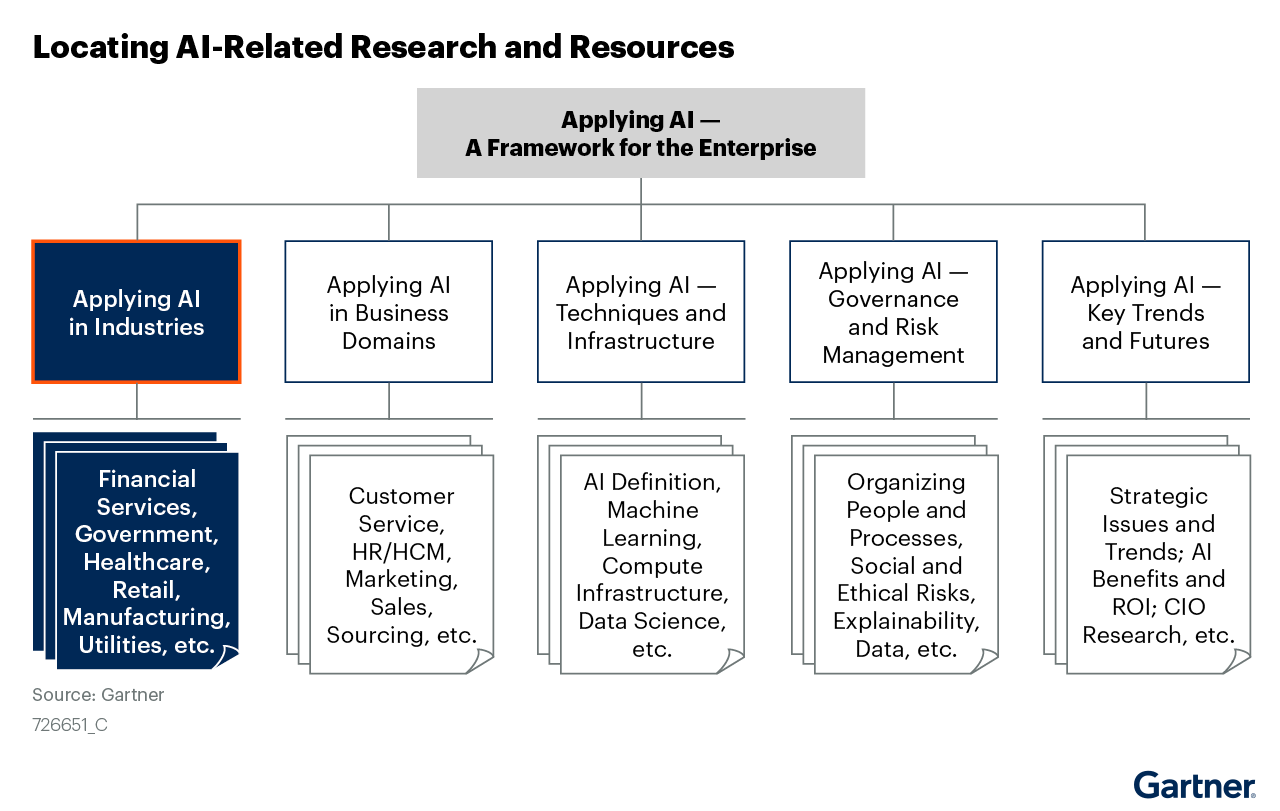 Locating AI-Related Research and Resources
Applying AI —
A Framework for the Enterprise
Applying AI
in Industries
Applying AI
in Business
Domains
Applying AI —
Techniques and
Infrastructure
Applying AI —
Governance
and Risk
Management
Applying AI —
Key Trends
and Futures
Financial
Services,
Government,
Healthcare,
Retail,
Manufacturing,
Utilities, etc.
Customer
Service,
HR/HCM,
Marketing,
Sales,
Sourcing, etc.
AI Definition,
Machine
Learning,
Compute
Infrastructure,
Data Science,
etc.
Organizing
People and
Processes,
Social and
Ethical Risks,
Explainability,
Data, etc.
Strategic
Issues and
Trends; AI
Benefits and
ROI; CIO
Research, etc.
Source: Gartner
726651_C
Gartner®